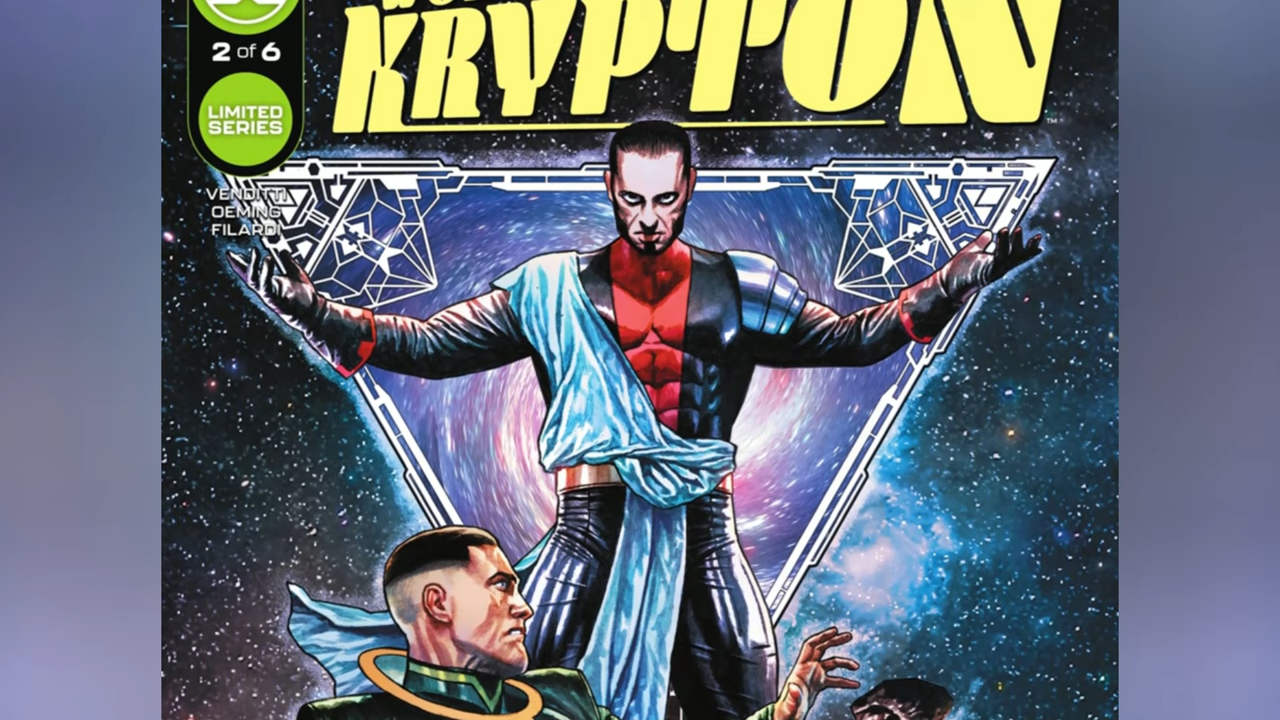 2 of 6
LIMITED
SERIES
KRYPTON
VENDITTI
OEMING
FILARDI